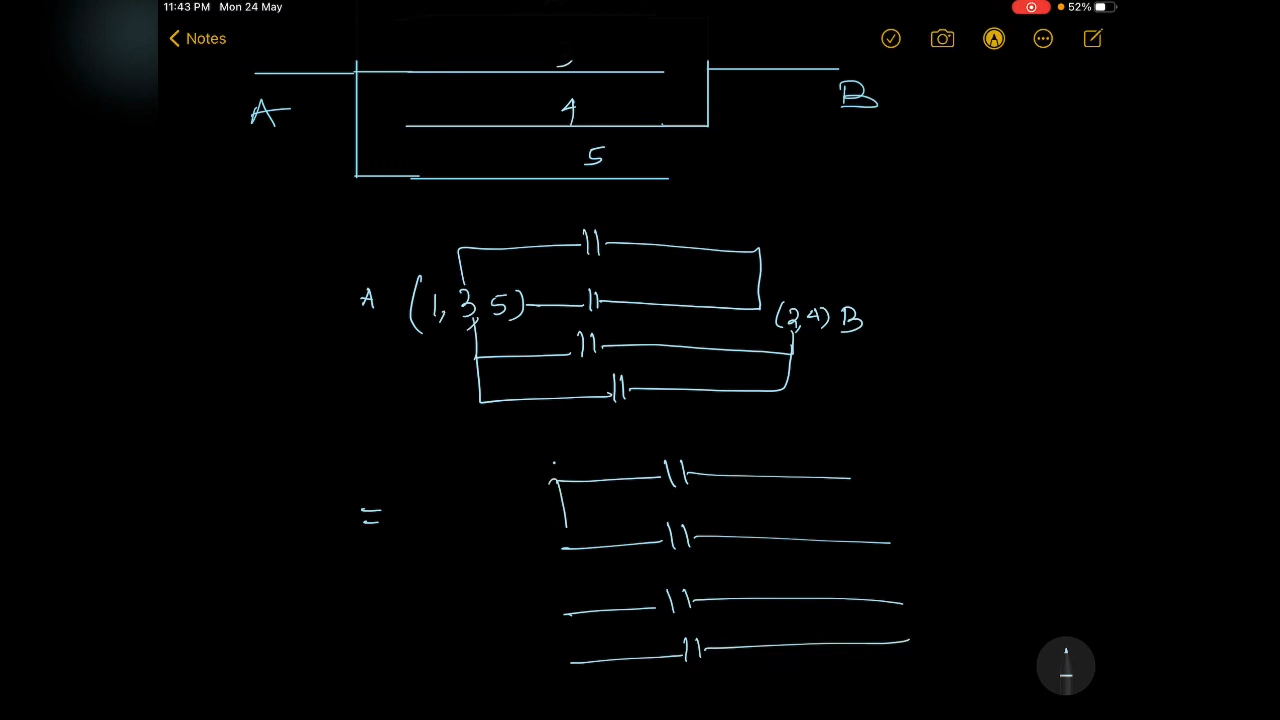 11:43 PM Mon 24 May
52%
Notes
A
B
4
5
A (1, 3, 5)
(2, 4) B
=